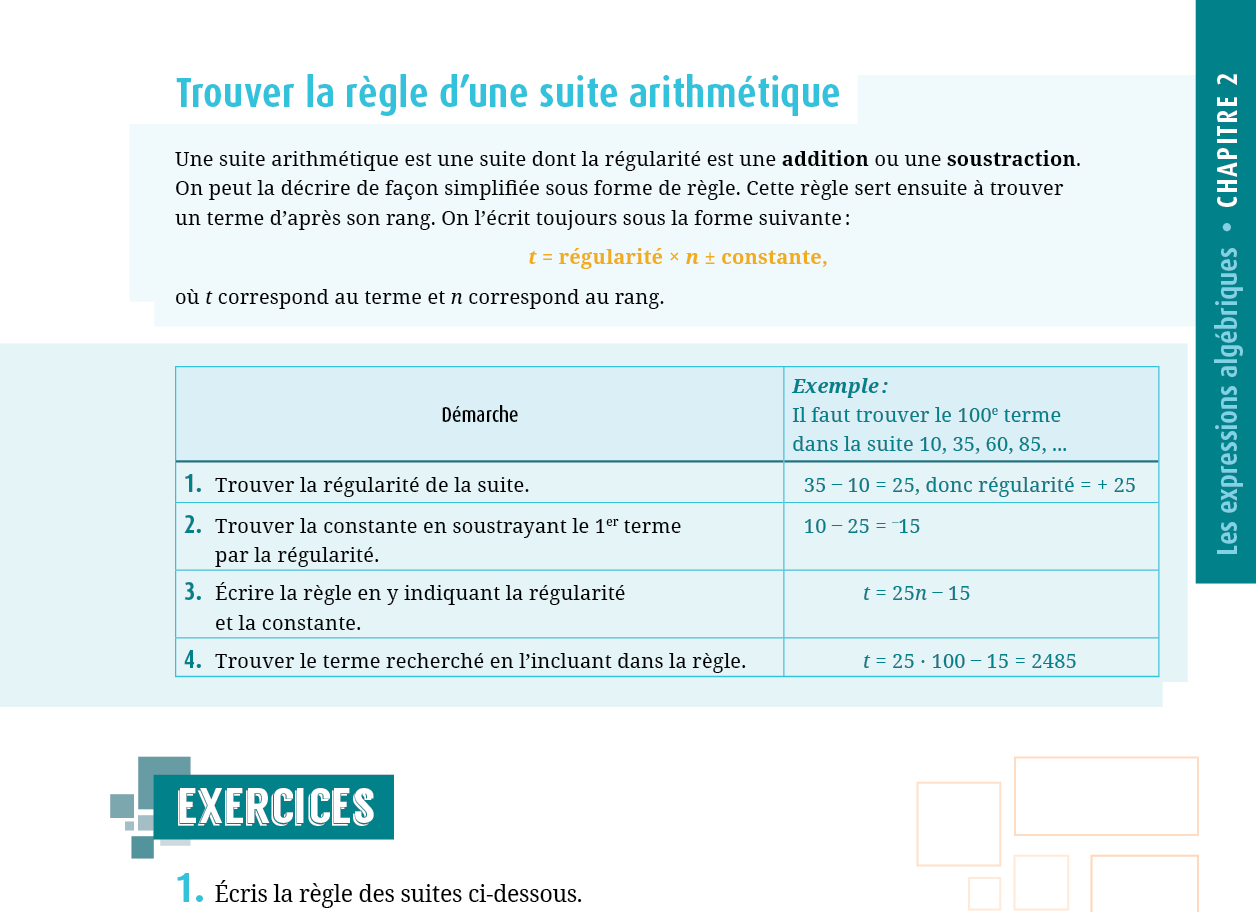 Trouver la règle d’une suite arithmétique
Une suite arithmétique est une suite dont la régularité est une addition ou une soustraction.
On peut la décrire de façon simplifiée sous forme de règle. Cette règle sert ensuite à trouver
un terme d’après son rang. On l’écrit toujours sous la forme suivante :
t = régularité × n ± constante,
où t correspond au terme et n correspond au rang.
Démarche
Exemple :
Il faut trouver le 100e terme
dans la suite 10, 35, 60, 85, ...
1. Trouver la régularité de la suite.
35 – 10 = 25, donc régularité = + 25
2. Trouver la constante en soustrayant le 1er terme
par la régularité.
10 – 25 = ⁻15
3. Écrire la règle en y indiquant la régularité
et la constante.
t = 25n – 15
4. Trouver le terme recherché en l’incluant dans la règle.
t = 25 · 100 – 15 = 2485
EXERCICES
1. Écris la règle des suites ci-dessous.
Les expressions algébriques • CHAPITRE 2